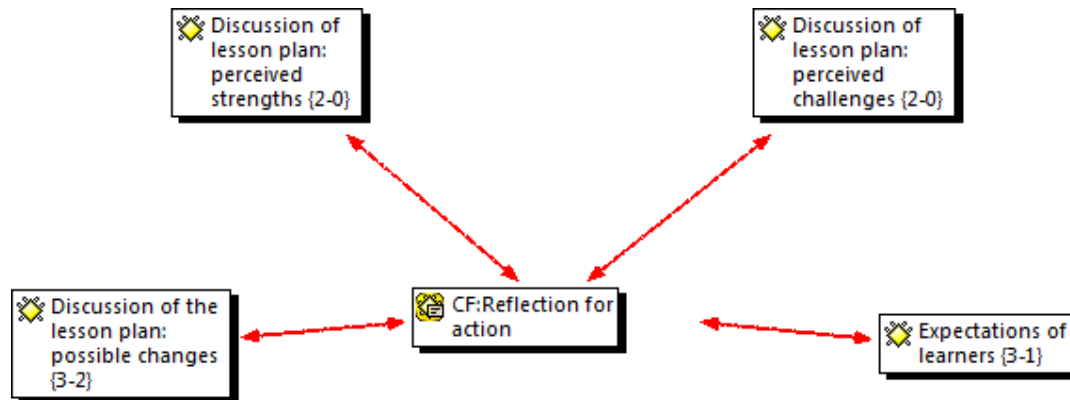 Discussion of
lesson plan:
perceived
strengths {2-0}
Discussion of
lesson plan:
perceived
challenges {2-0}
Discussion of the
lesson plan:
possible changes
{3-2}
CF:Reflection for
action
Expectations of
learners {3-1}